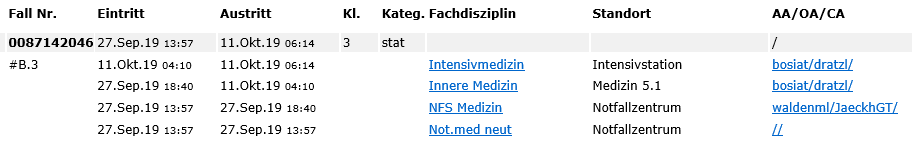 Fall Nr. Eintritt Austritt Kl. Kateg. Fachdisziplin Standort AA/OA/CA
0087142046 27.Sep.19 13:57 11.Okt.19 06:14 3 stat /
#B.3 11.Okt.19 04:10 11.Okt.19 06:14 Intensivmedizin Intensivstation bosiat/dratzl/
27.Sep.19 18:40 11.Okt.19 04:10 Innere Medizin Medizin 5.1 bosiat/dratzl/
27.Sep.19 13:57 27.Sep.19 18:40 NFS Medizin Notfallzentrum waldenml/JaeckhGT/
27.Sep.19 13:57 27.Sep.19 13:57 Not.med neut Notfallzentrum //